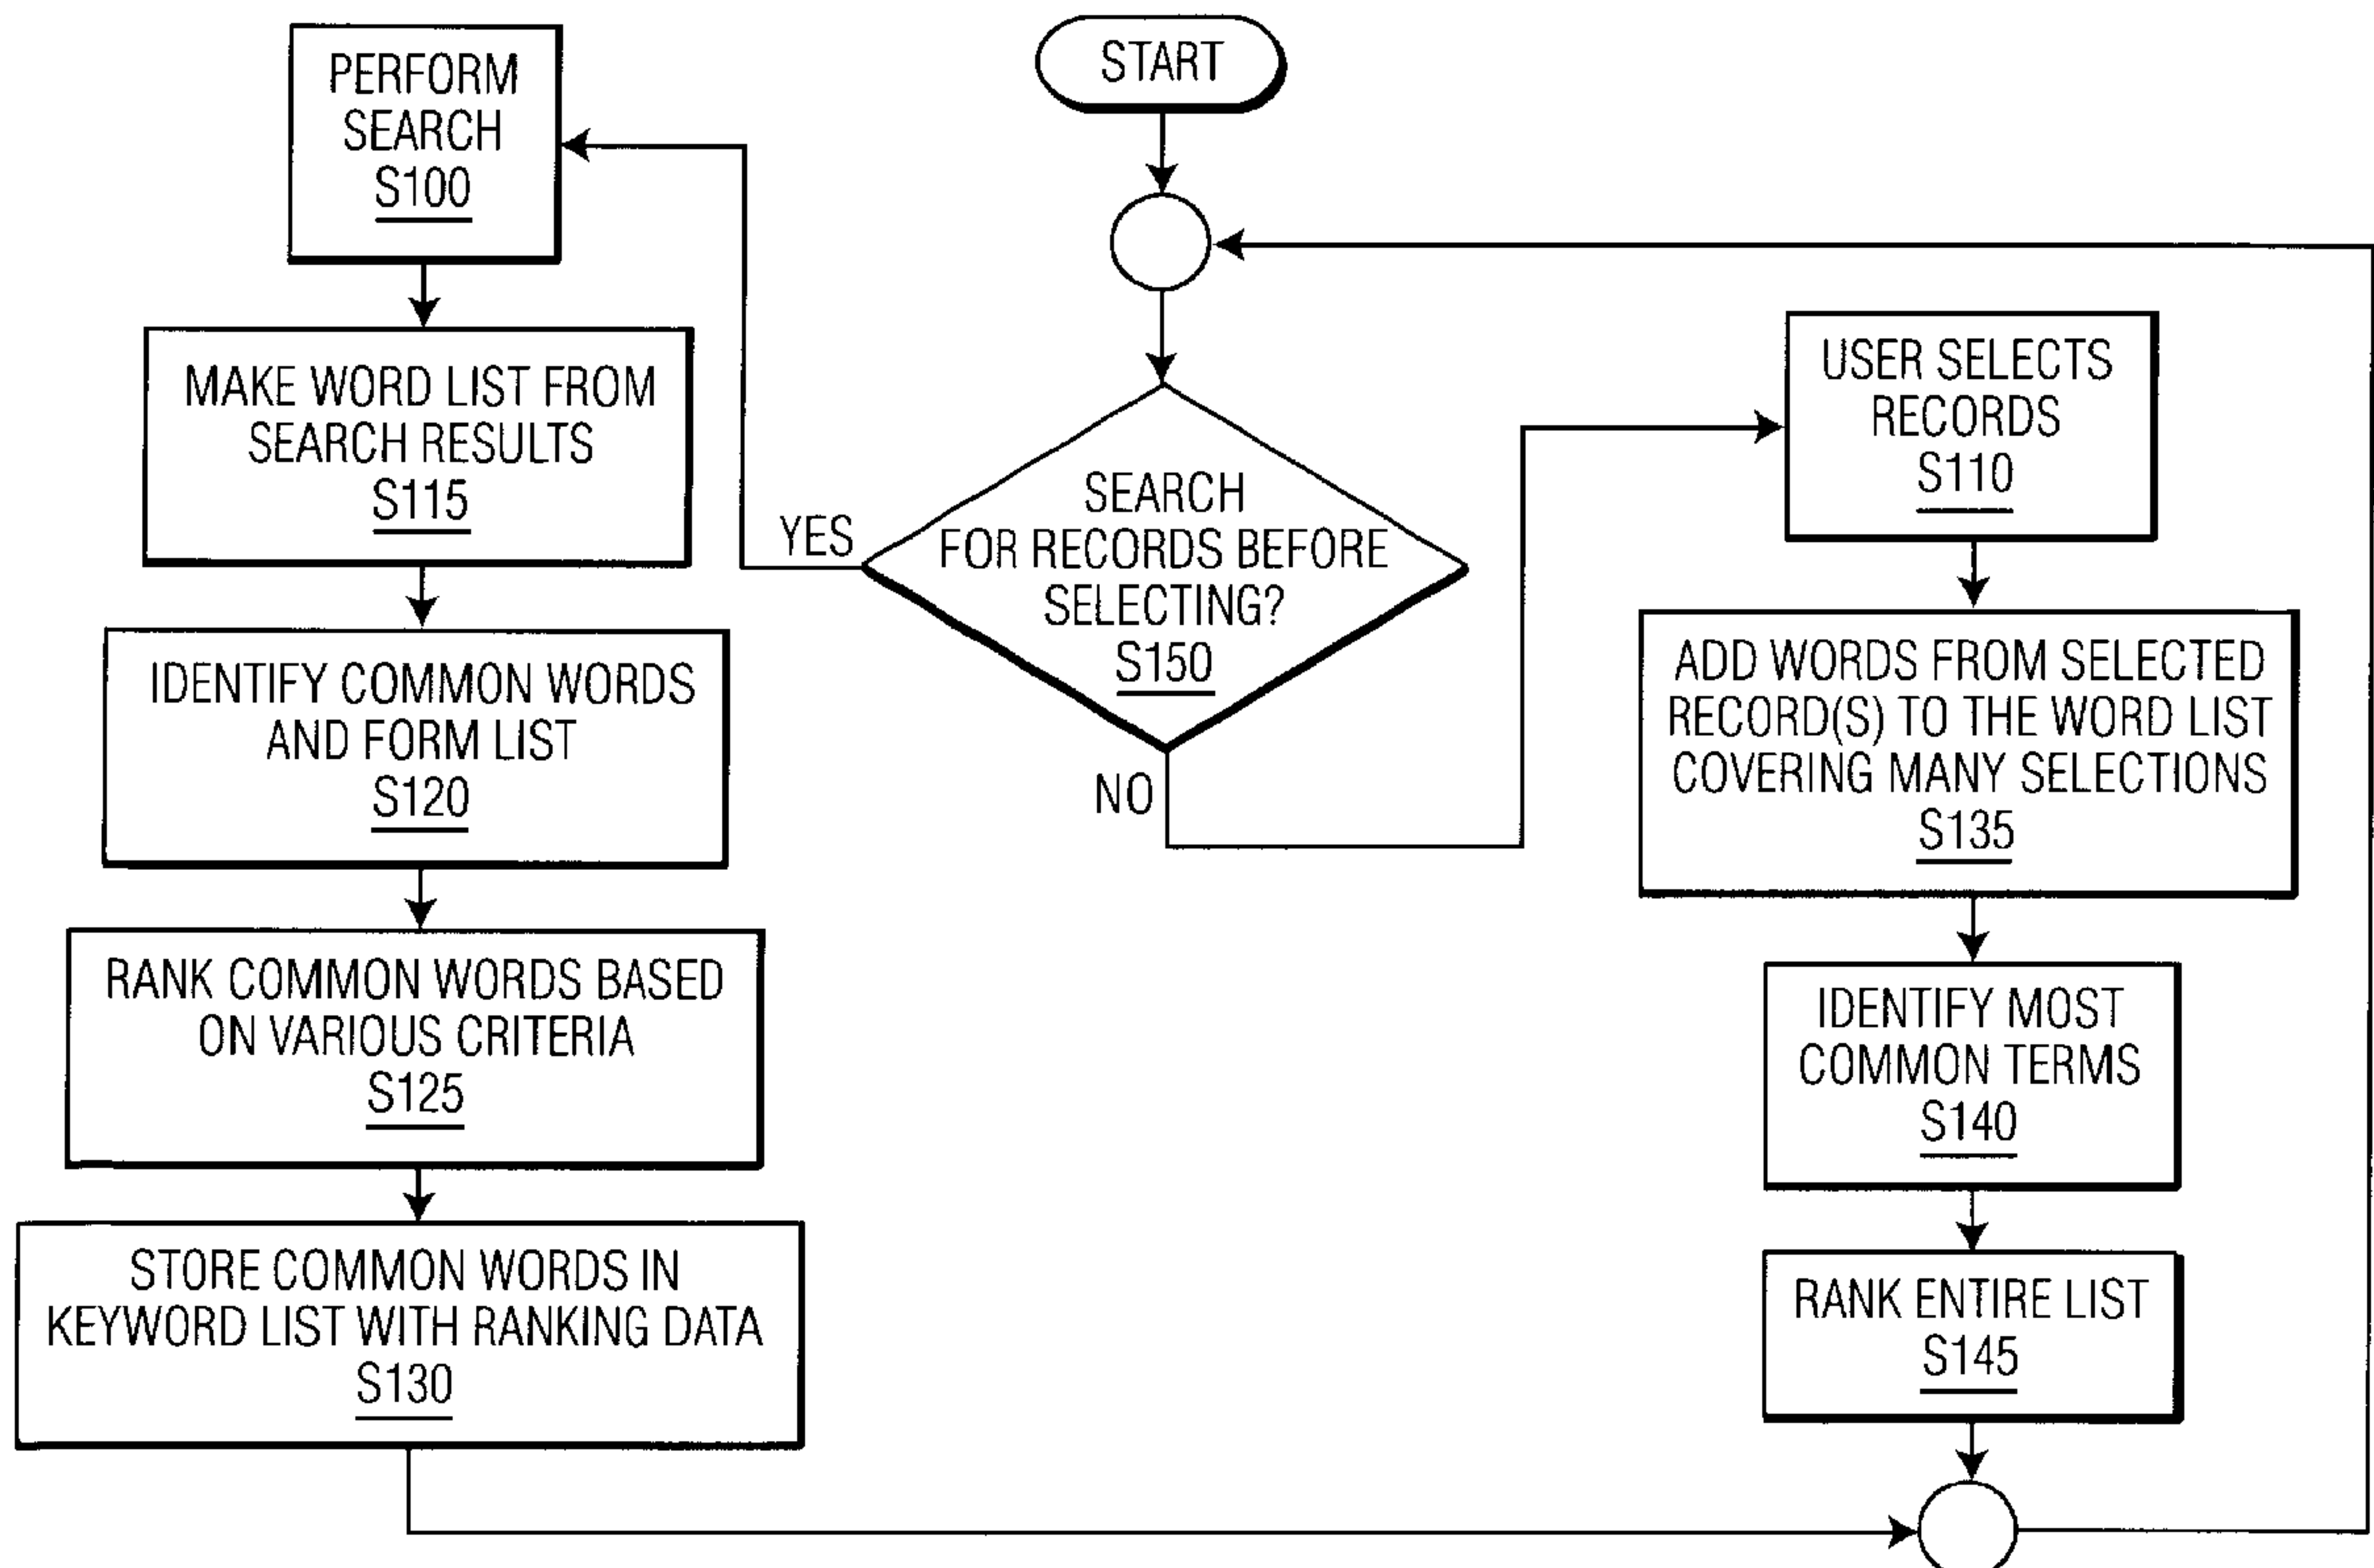 START
PERFORM
SEARCH
S100
MAKE WORD LIST FROM
SEARCH RESULTS
S115
IDENTIFY COMMON WORDS
AND FORM LIST
S120
RANK COMMON WORDS BASED
ON VARIOUS CRITERIA
S125
STORE COMMON WORDS IN
KEYWORD LIST WITH RANKING DATA
S130
YES
SEARCH
FOR RECORDS BEFORE
SELECTING?
S150
NO
USER SELECTS
RECORDS
S110
ADD WORDS FROM SELECTED
RECORD(S) TO THE WORD LIST
COVERING MANY SELECTIONS
S135
IDENTIFY MOST
COMMON TERMS
S140
RANK ENTIRE LIST
S145